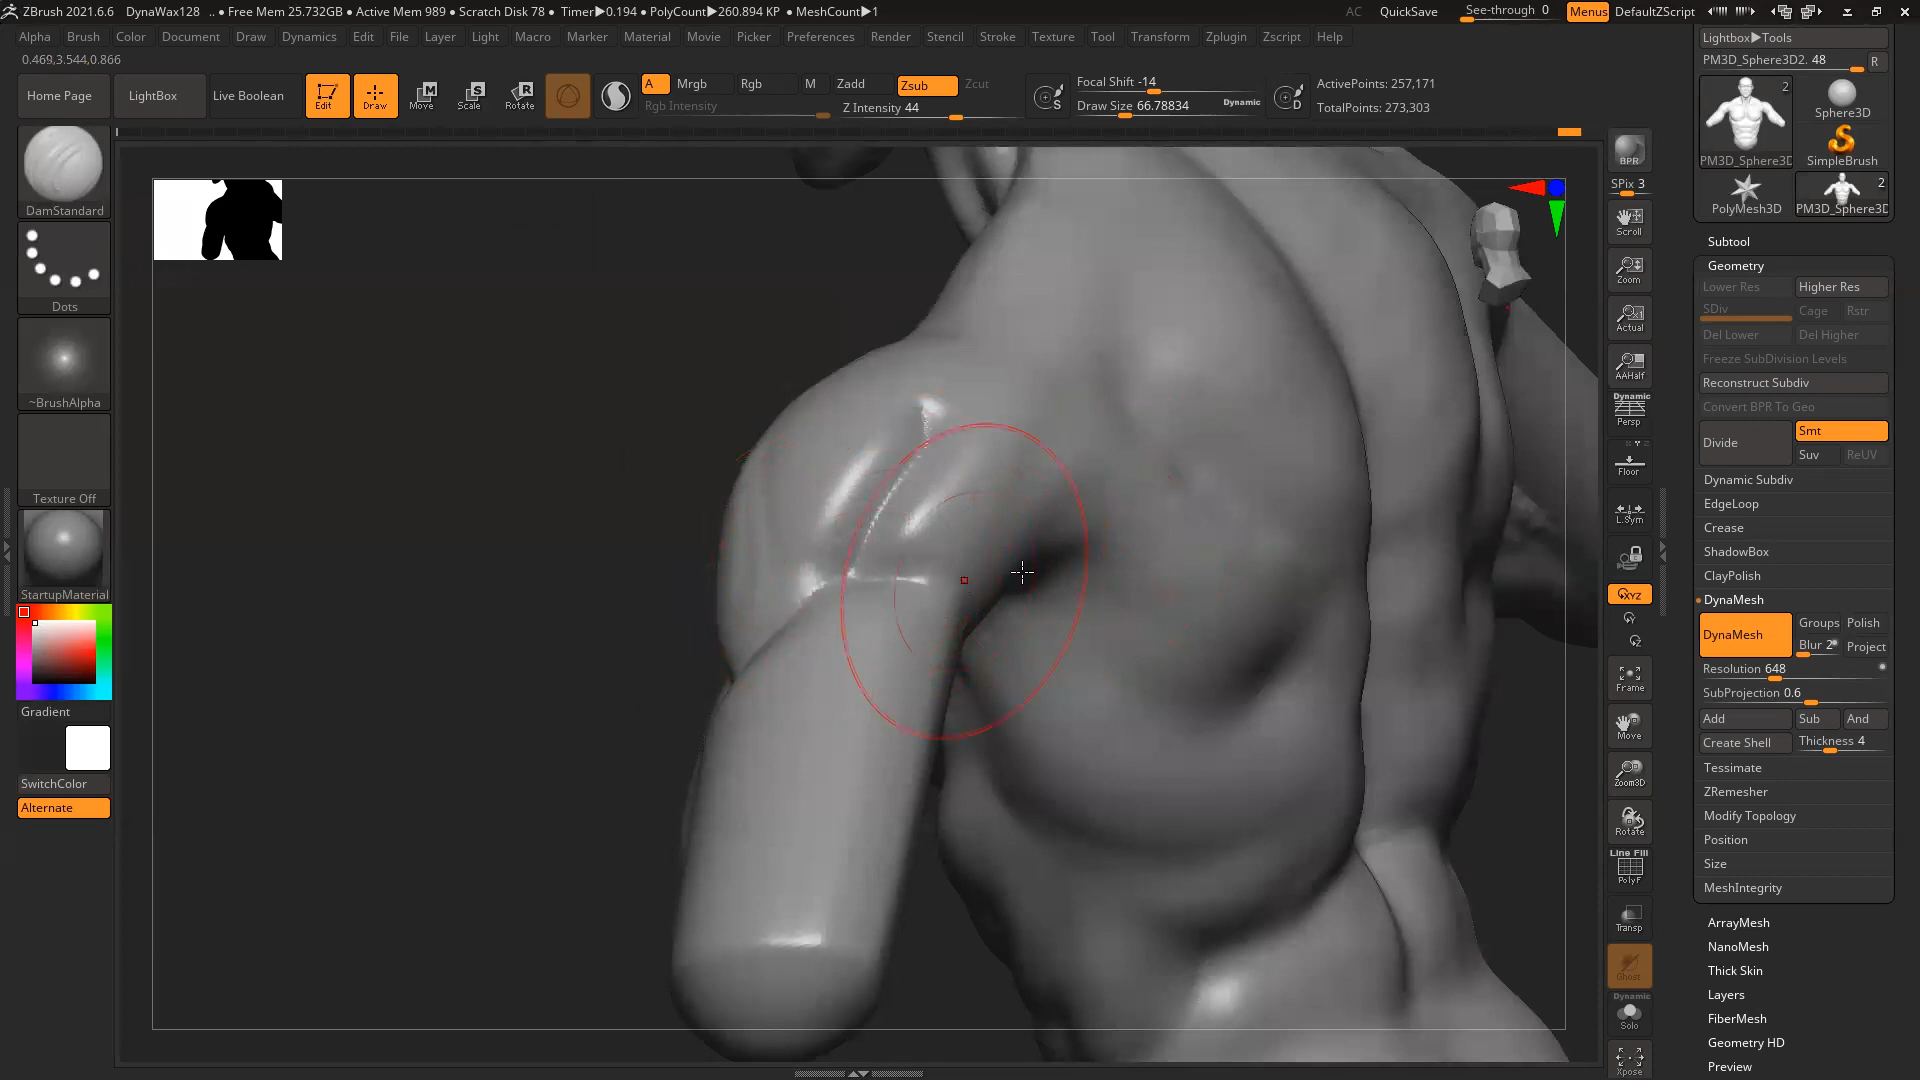 ZBrush 2021.6.6 DynaWax128 .. • Free Mem 25.732GB • Active Mem 989 • Scratch Disk 78 • Timer▶0.194 • PolyCount▶260.894 KP • MeshCount▶1 AC QuickSave See-through 0 Menus DefaultZScript
Alpha Brush Color Document Draw Dynamics Edit File Layer Light Macro Marker Material Movie Picker Preferences Render Stencil Stroke Texture Tool Transform Zplugin Zscript Help
0.469,3.544,0.866
Home Page LightBox Live Boolean Edit Draw Move Scale Rotate
A Mrgb Rgb M Zadd Zsub Zcut
Rgb Intensity Z Intensity 44
Focal Shift -14
Draw Size 66.78834 Dynamic
ActivePoints: 257,171
TotalPoints: 273,303
DamStandard
Dots
~BrushAlpha
Texture Off
StartupMaterial
Gradient
SwitchColor
Alternate
BPR
SPix 3
Scroll
Zoom
Actual
AAHalf
Dynamic
Persp
Floor
L.Sym
XYZ
Frame
Move
Zoom3D
Rotate
Line Fill
PolyF
Transp
Ghost
Dynamic
Solo
Xpose
Lightbox▶Tools
PM3D_Sphere3D2. 48 R
2
PM3D_Sphere3D
Sphere3D
SimpleBrush
PolyMesh3D
2
PM3D_Sphere3D
Subtool
Geometry
Lower Res Higher Res
SDiv Cage Rstr
Del Lower Del Higher
Freeze SubDivision Levels
Reconstruct Subdiv
Convert BPR To Geo
Divide Smt
Suv ReUV
Dynamic Subdiv
EdgeLoop
Crease
ShadowBox
ClayPolish
DynaMesh
DynaMesh Groups Polish
Blur 2 Project
Resolution 648
SubProjection 0.6
Add Sub And
Create Shell Thickness 4
Tessimate
ZRemesher
Modify Topology
Position
Size
MeshIntegrity
ArrayMesh
NanoMesh
Thick Skin
Layers
FiberMesh
Geometry HD
Preview